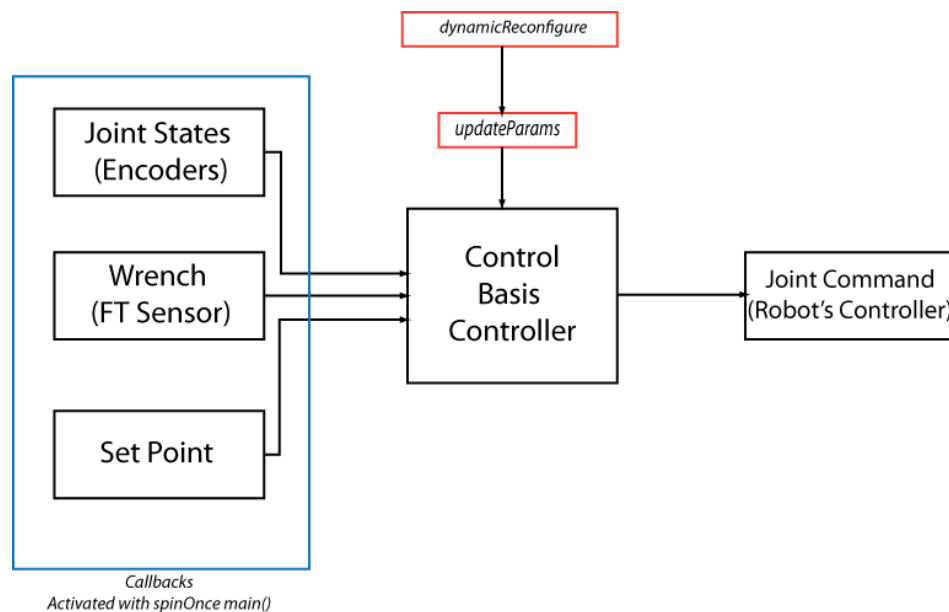 dynamicReconfigure
updateParams
Joint States
(Encoders)
Wrench
(FT Sensor)
Set Point
Control
Basis
Controller
Joint Command
(Robot's Controller)
Callbacks
Activated with spinOnce main()